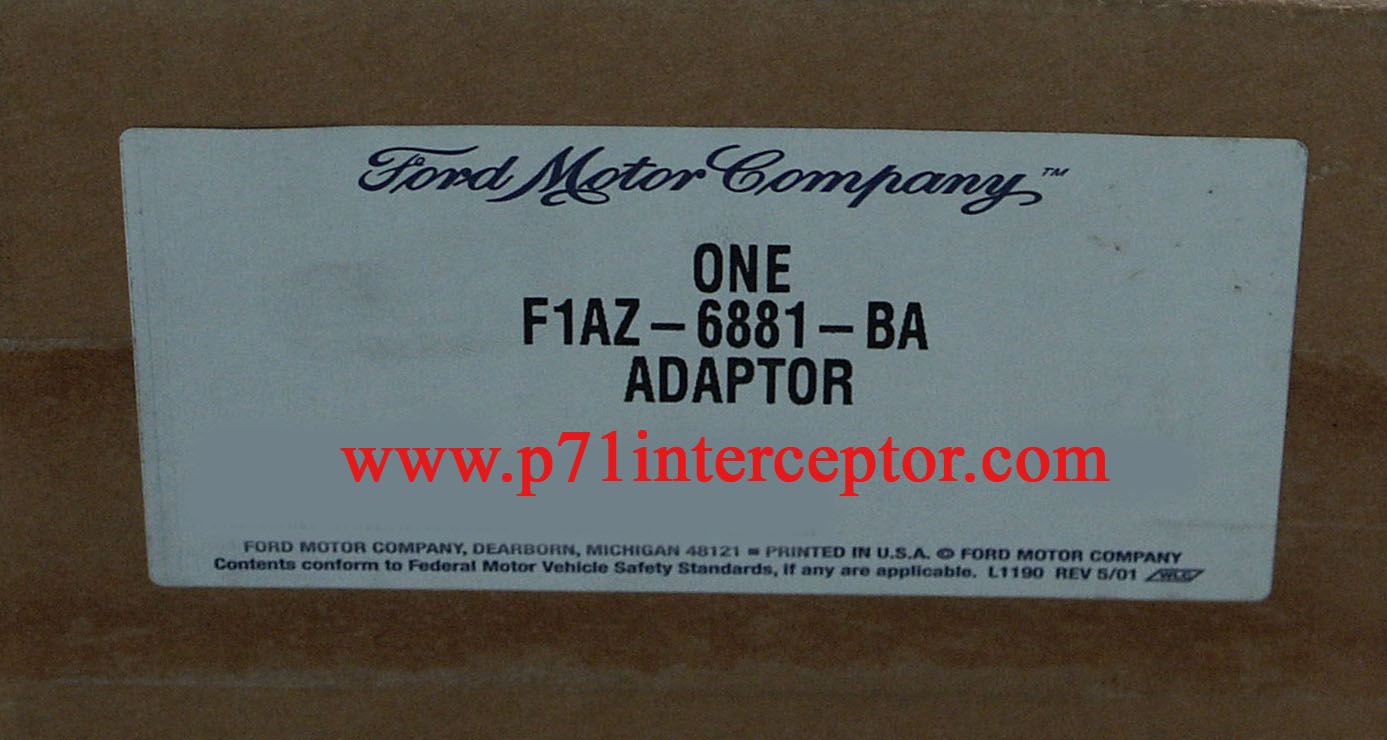 Ford Motor Company™
ONE
F1AZ-6881-BA
ADAPTOR
www.p71interceptor.com
FORD MOTOR COMPANY, DEARBORN, MICHIGAN 48121 ■ PRINTED IN U.S.A. © FORD MOTOR COMPANY
Contents conform to Federal Motor Vehicle Safety Standards, if any are applicable. L1190 REV 5/01 WLC